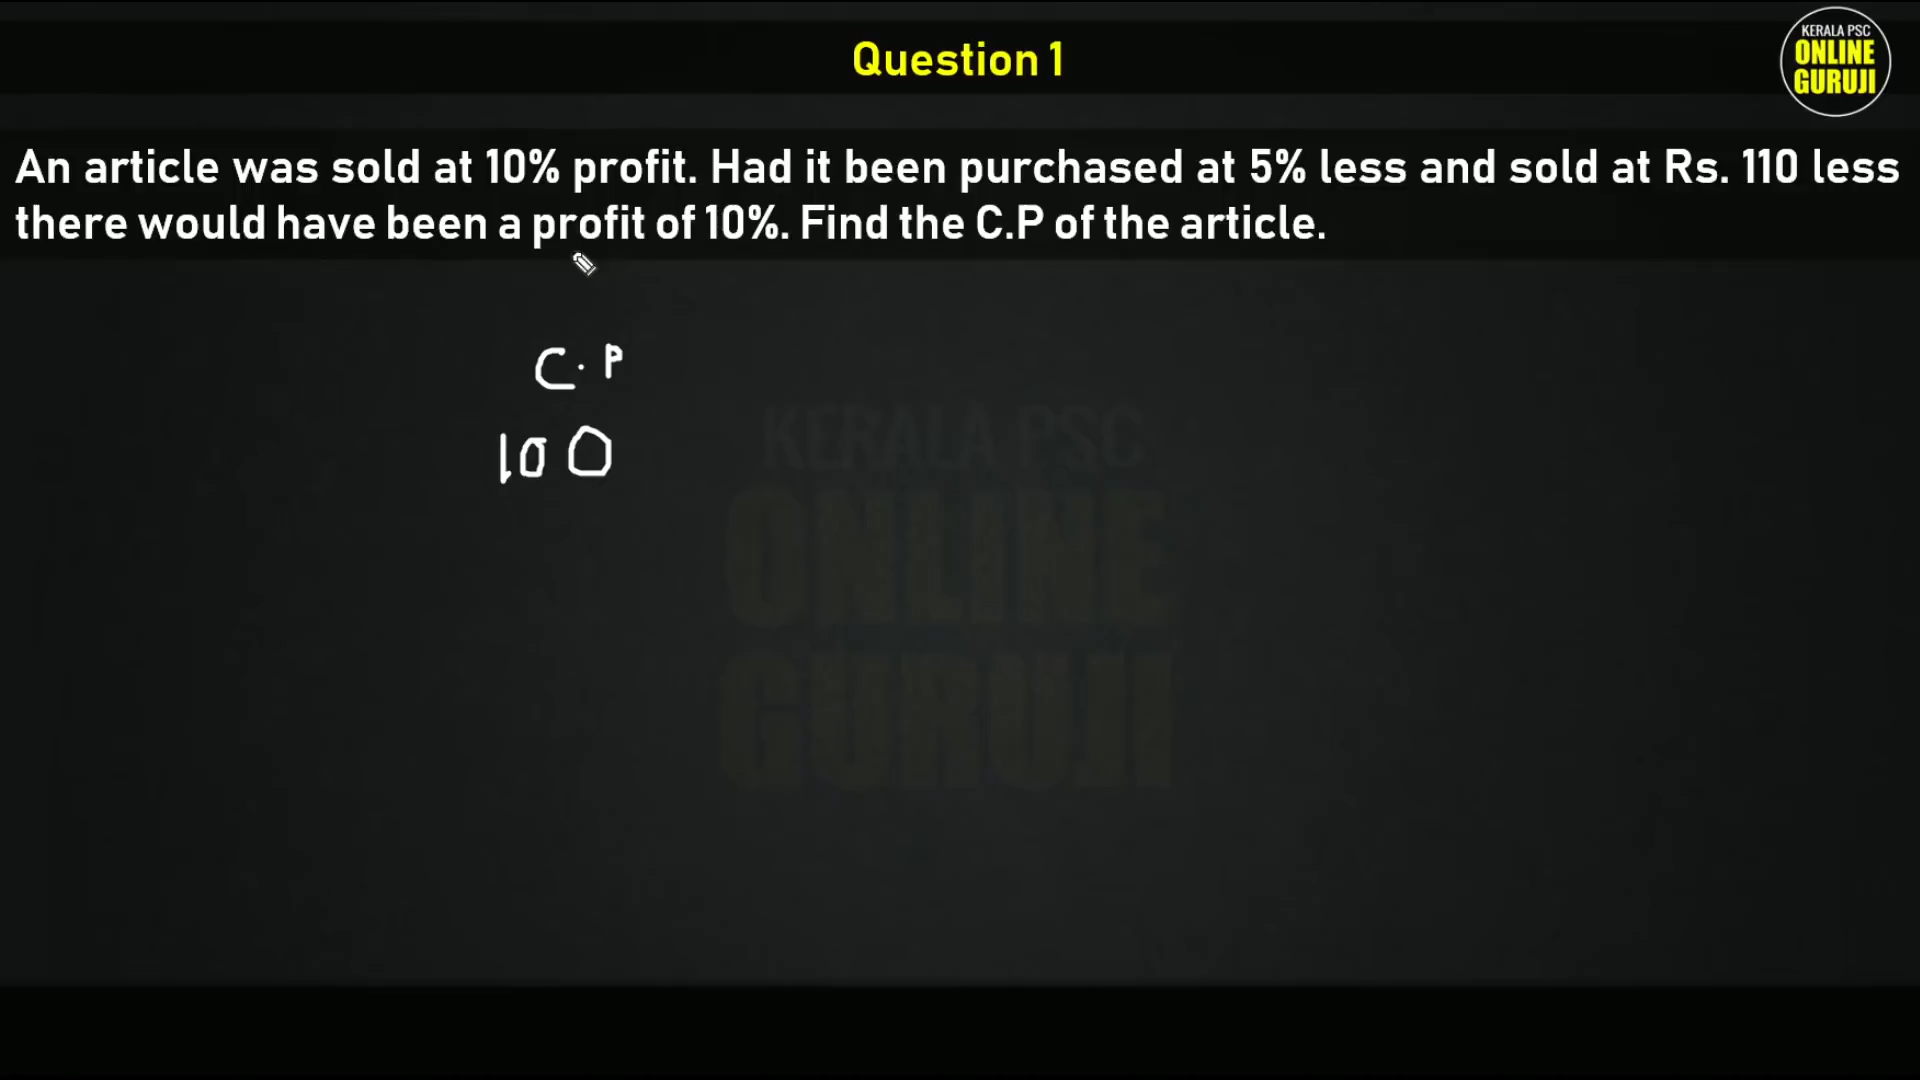 Question 1
KERALA PSC
ONLINE
GURUJI
An article was sold at 10% profit. Had it been purchased at 5% less and sold at Rs. 110 less
there would have been a profit of 10%. Find the C.P of the article.
C.P
100
KERALA PSC
ONLINE
GURUJI